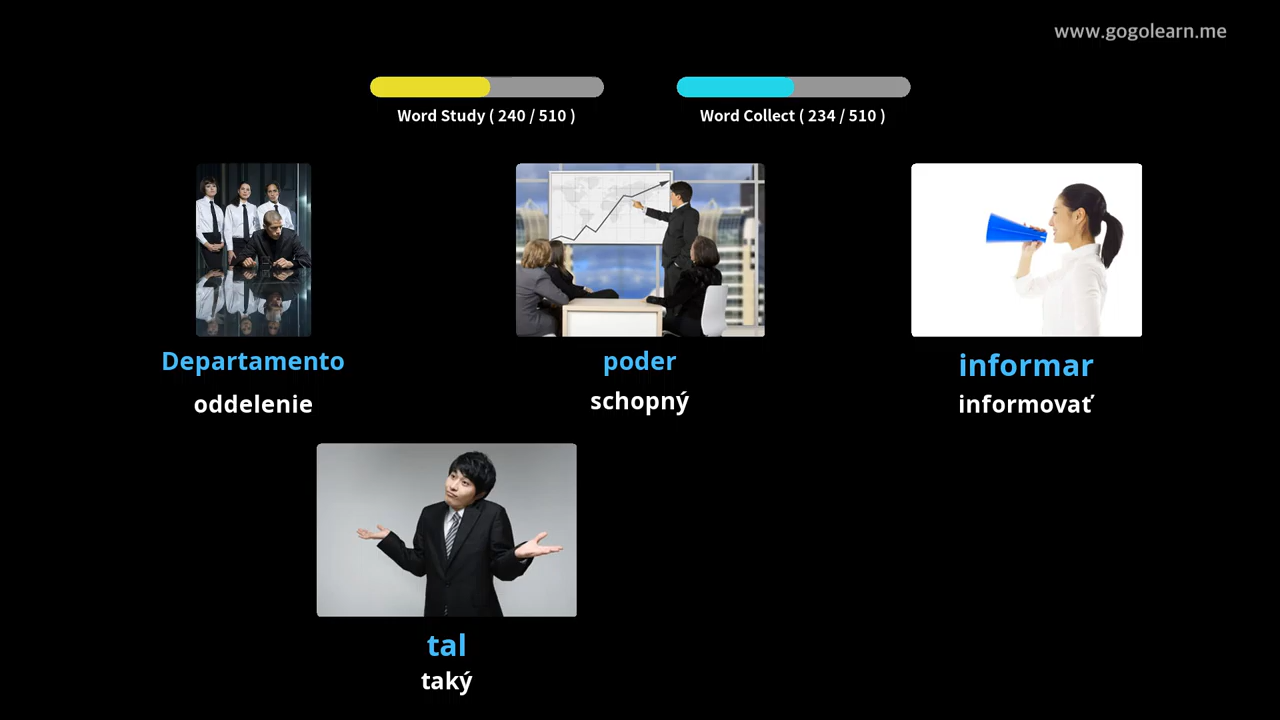 www.gogolearn.me
Word Study ( 240 / 510 )
Word Collect ( 234 / 510 )
Departamento
oddelenie
poder
schopný
informar
informovať
tal
taký